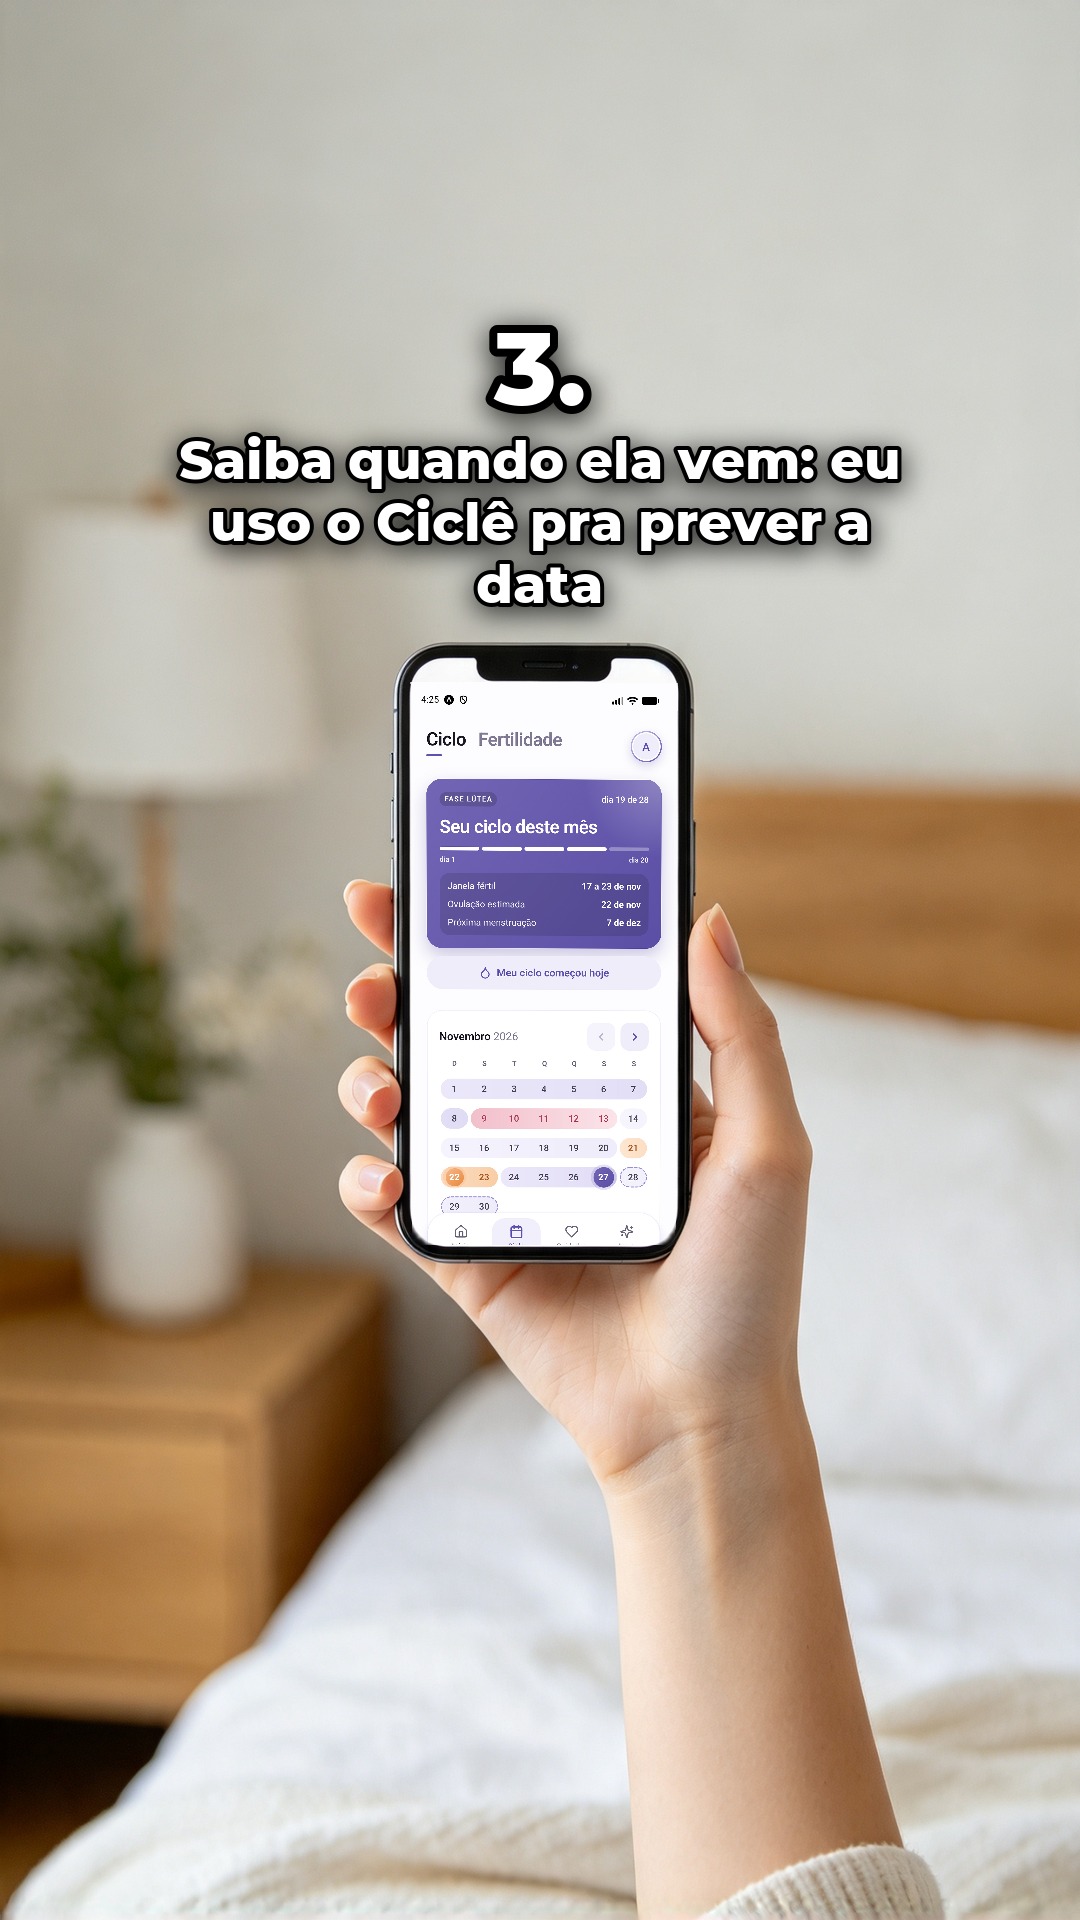 3.
Saiba quando ela vem: eu
uso o Ciclê pra prever a
data
4:25
Ciclo Fertilidade
A
FASE LÚTEA dia 19 de 28
Seu ciclo deste mês
dia 1 dia 28
Janela fértil 17 a 23 de nov
Ovulação estimada 22 de nov
Próxima menstruação 7 de dez
Meu ciclo começou hoje
Novembro 2026
D S T Q Q S S
1 2 3 4 5 6 7
8 9 10 11 12 13 14
15 16 17 18 19 20 21
22 23 24 25 26 27 28
29 30